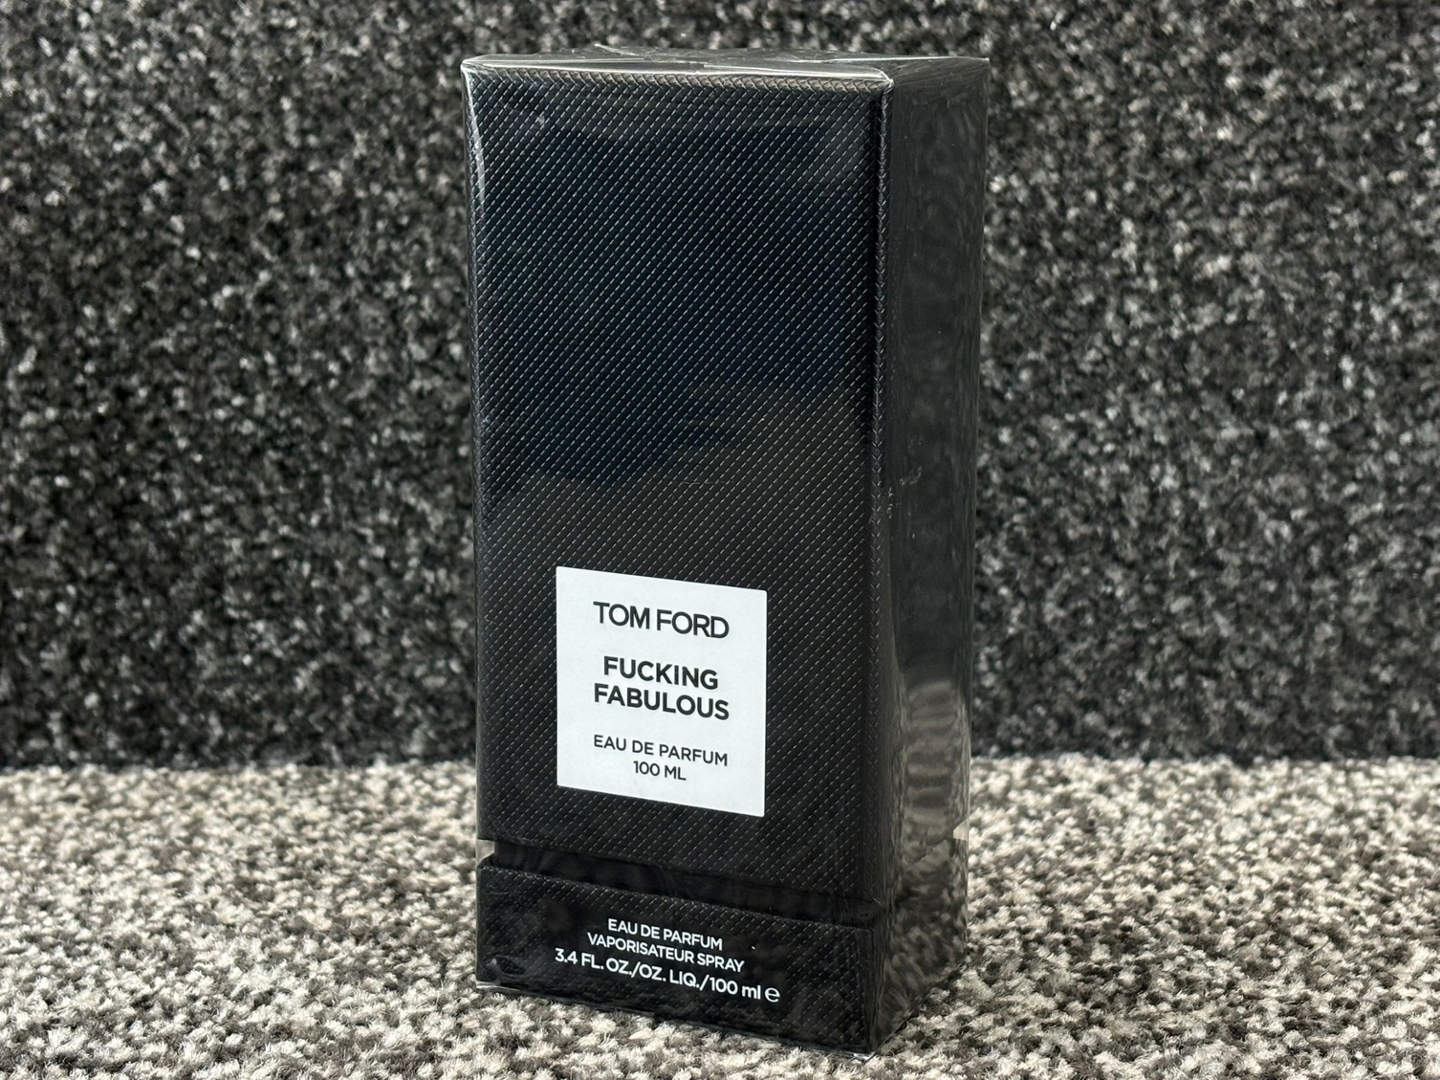 TOM FORD
FUCKING
FABULOUS
EAU DE PARFUM
100 ML
EAU DE PARFUM
VAPORISATEUR SPRAY
3.4 FL. OZ./OZ. LIQ./100 ml ℮